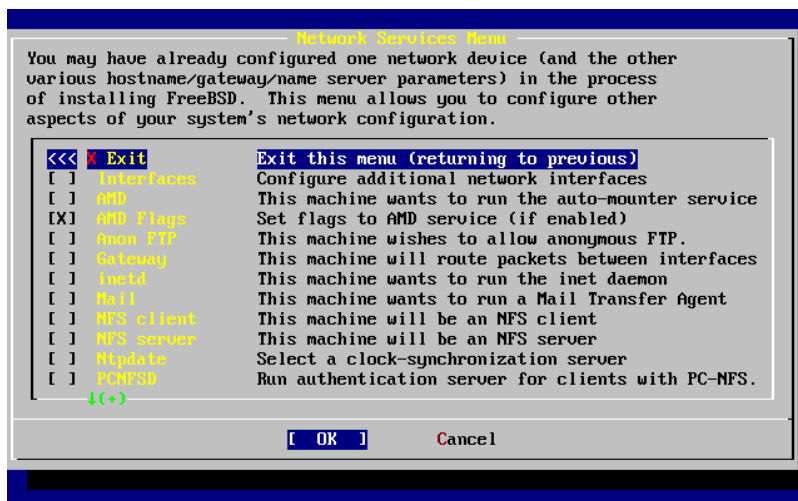 Network Services Menu
You may have already configured one network device (and the other
various hostname/gateway/name server parameters) in the process
of installing FreeBSD.  This menu allows you to configure other
aspects of your system's network configuration.
<<< X Exit Exit this menu (returning to previous)
[ ] Interfaces Configure additional network interfaces
[ ] AMD This machine wants to run the auto-mounter service
[X] AMD Flags Set flags to AMD service (if enabled)
[ ] Anon FTP This machine wishes to allow anonymous FTP.
[ ] Gateway This machine will route packets between interfaces
[ ] inetd This machine wants to run the inet daemon
[ ] Mail This machine wants to run a Mail Transfer Agent
[ ] NFS client This machine will be an NFS client
[ ] NFS server This machine will be an NFS server
[ ] Ntpdate Select a clock-synchronization server
[ ] PCNFSD Run authentication server for clients with PC-NFS.
↓(+)
[ OK ] Cancel